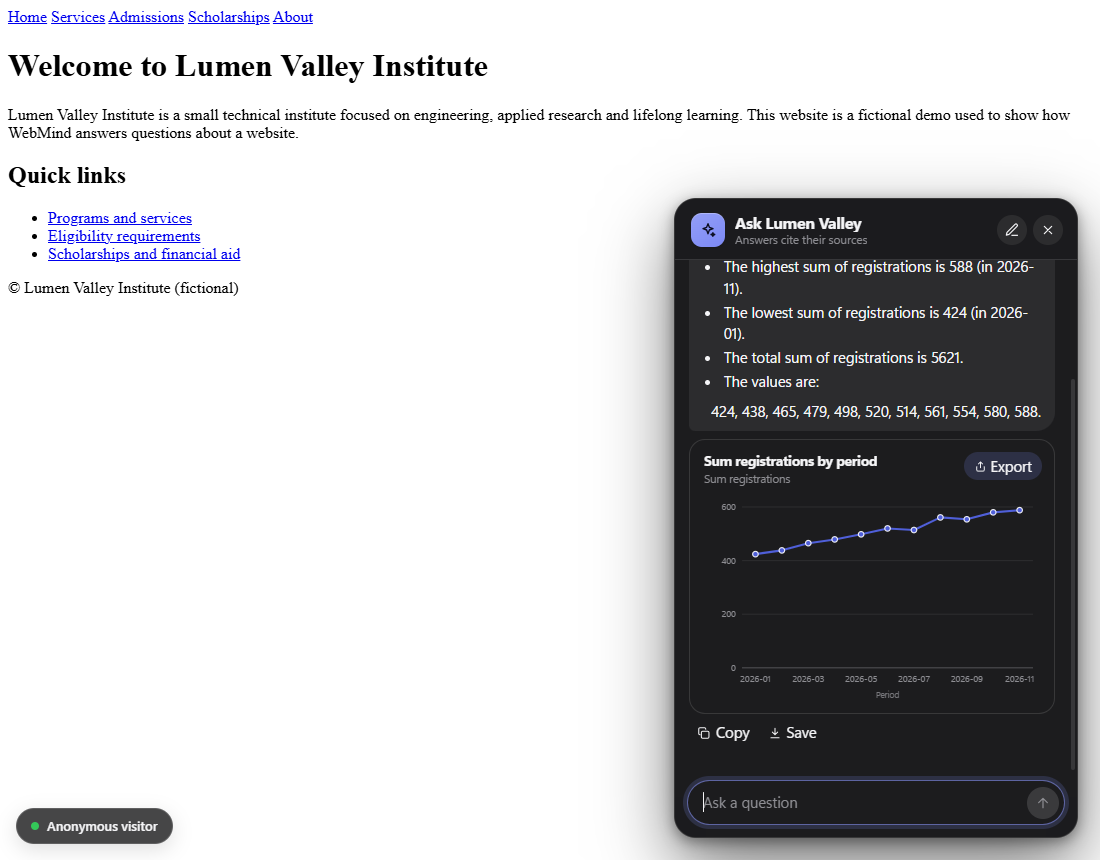 Home Services Admissions Scholarships About
Welcome to Lumen Valley Institute
Lumen Valley Institute is a small technical institute focused on engineering, applied research and lifelong learning. This website is a fictional demo used to show how
WebMind answers questions about a website.
Quick links
Programs and services
Eligibility requirements
Scholarships and financial aid
© Lumen Valley Institute (fictional)
Ask Lumen Valley
Answers cite their sources
The highest sum of registrations is 588 (in 2026-
11).
The lowest sum of registrations is 424 (in 2026-
01).
The total sum of registrations is 5621.
The values are:
424, 438, 465, 479, 498, 520, 514, 561, 554, 580, 588.
Sum registrations by period
Export
Sum registrations
600
400
200
0
2026-01 2026-03 2026-05 2026-07 2026-09 2026-11
Period
Copy Save
Ask a question
Anonymous visitor